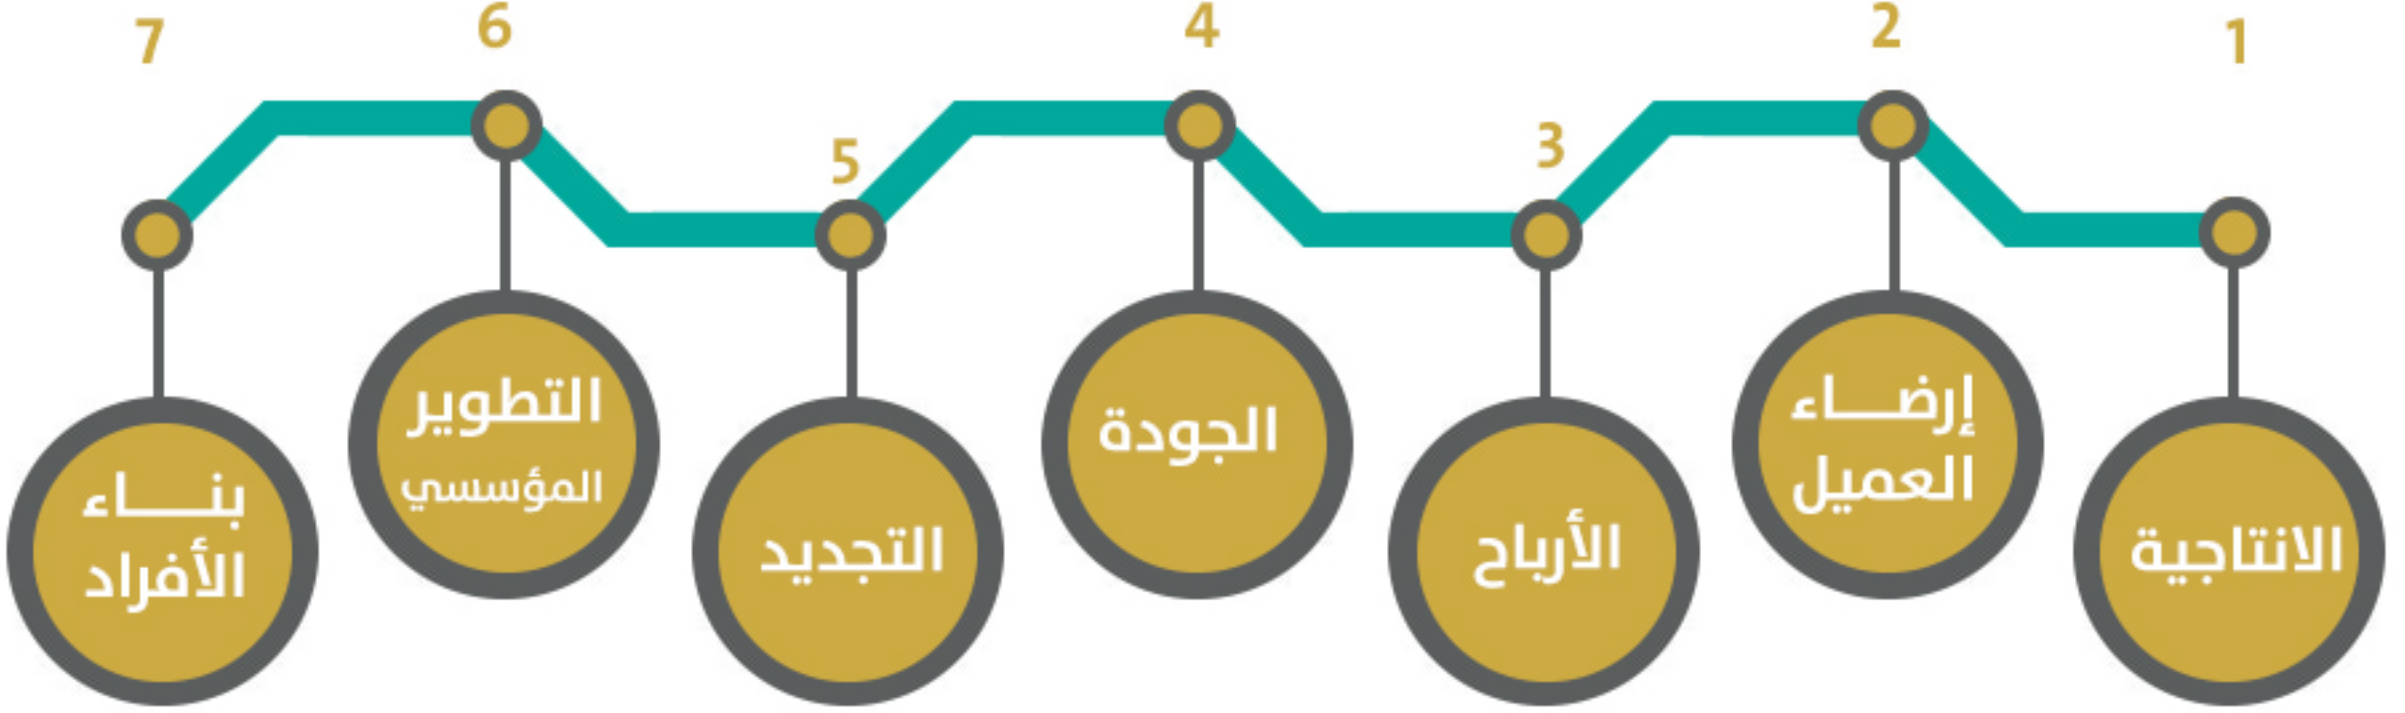 1
الانتاجية
2
إرضـــاء
العميل
3
الأرباح
4
الجودة
5
التجديد
6
التطوير
المؤسسي
7
بنـــاء
الأفراد